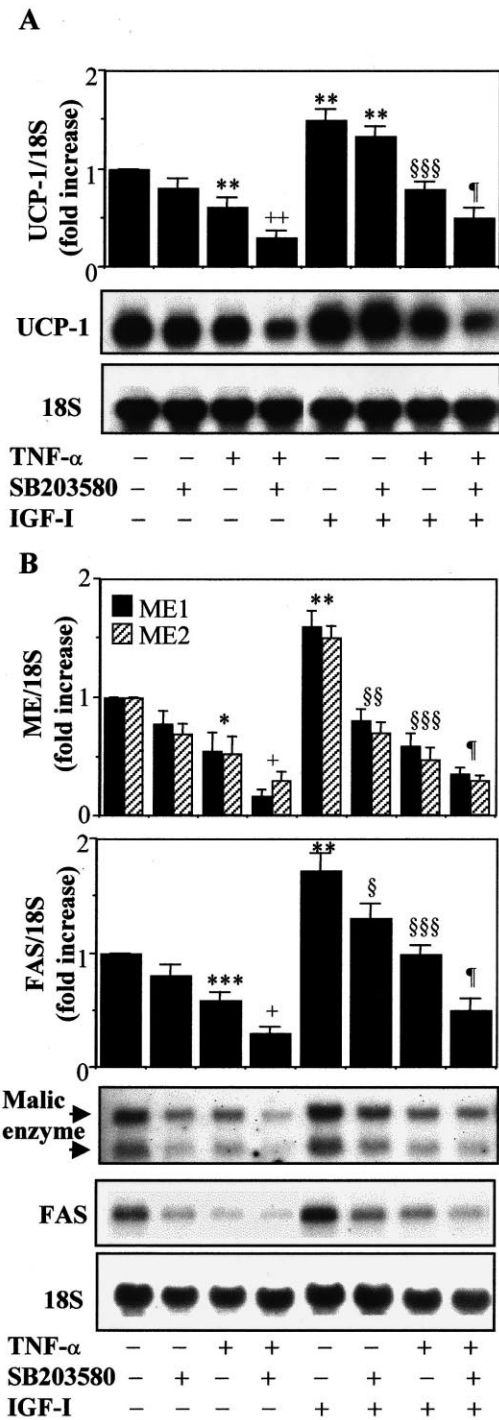 A
UCP-1/18S
(fold increase)
2
1
0
** ++ ** ** §§§ ¶
UCP-1
18S
TNF-α – – + + – – + +
SB203580 – + – + – + – +
IGF-I – – – – + + + +
B
ME/18S
(fold increase)
2
1
0
ME1
ME2
* + ** §§ §§§ ¶
FAS/18S
(fold increase)
2
1
0
*** + ** § §§§ ¶
Malic
enzyme
FAS
18S
TNF-α – – + + – – + +
SB203580 – + – + – + – +
IGF-I – – – – + + + +